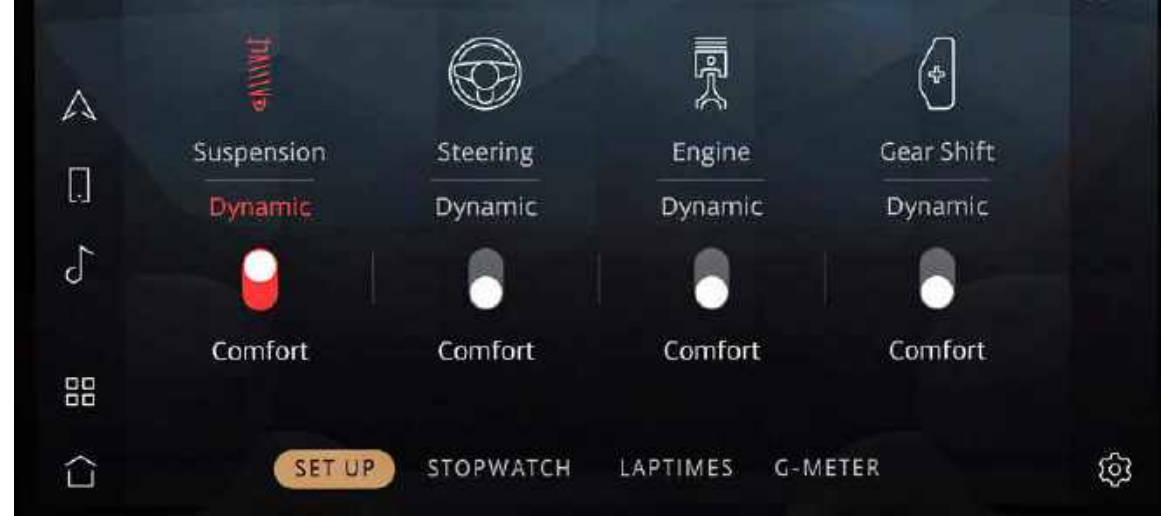 Suspension Steering Engine Gear Shift
Dynamic Dynamic Dynamic Dynamic
Comfort Comfort Comfort Comfort
SET UP STOPWATCH LAPTIMES G-METER